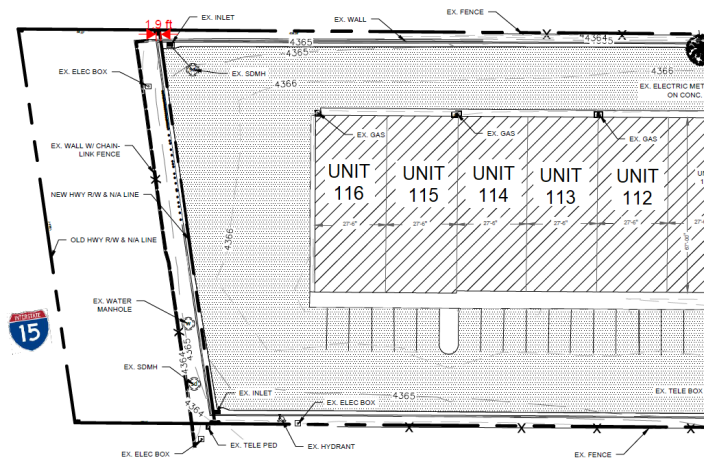 1.9 ft
EX. INLET
EX. WALL
EX. FENCE
4364
4365
4365
4366
4366
EX. SDMH
EX. ELEC BOX
EX. ELECTRIC MET
ON CONC.
EX. GAS
EX. GAS
EX. GAS
EX. WALL W/ CHAIN-
LINK FENCE
UNIT
116
UNIT
115
UNIT
114
UNIT
113
UNIT
112
NEW HWY R/W & N/A LINE
27'-6"
27'-6"
27'-6"
27'-6"
27'-6"
4366
OLD HWY R/W & N/A LINE
INTERSTATE
15
EX. WATER
MANHOLE
4365
4364
EX. SDMH
4364
EX. INLET
4365
EX. TELE BOX
EX. ELEC BOX
EX. TELE PED
EX. HYDRANT
EX. ELEC BOX
EX. FENCE